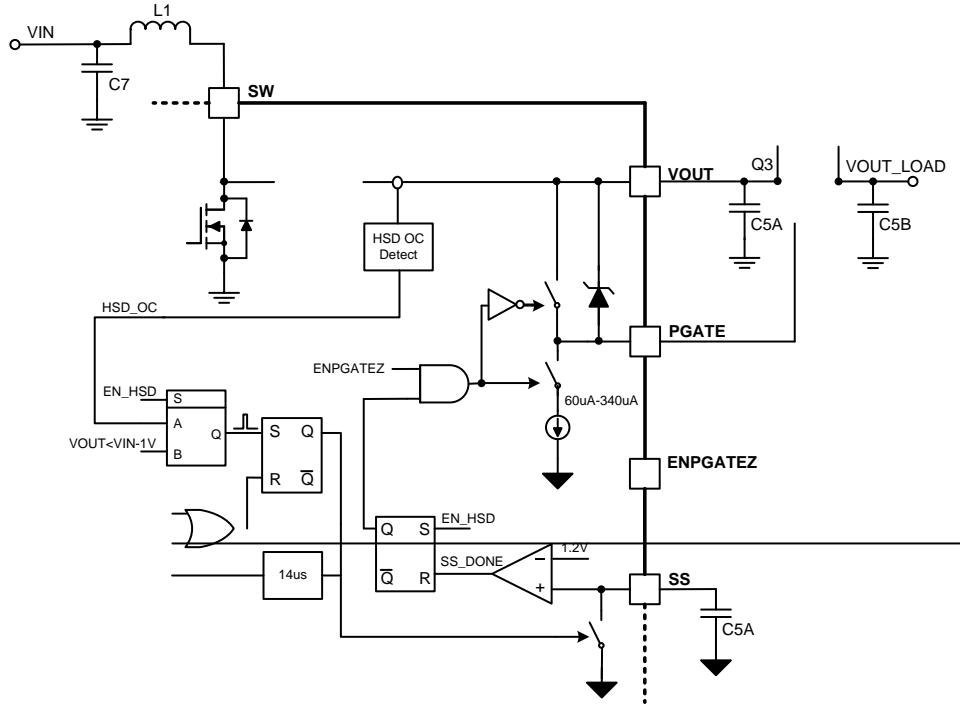 L1
VIN
C7
SW
VOUT
Q3
VOUT_LOAD
C5A
C5B
HSD OC
Detect
HSD_OC
PGATE
ENPGATEZ
60uA-340uA
EN_HSD
S
A
Q
VOUT<VIN-1V
B
S
Q
R
Q
ENPGATEZ
Q
S
EN_HSD
Q
R
SS_DONE
1.2V
−
+
14us
SS
C5A